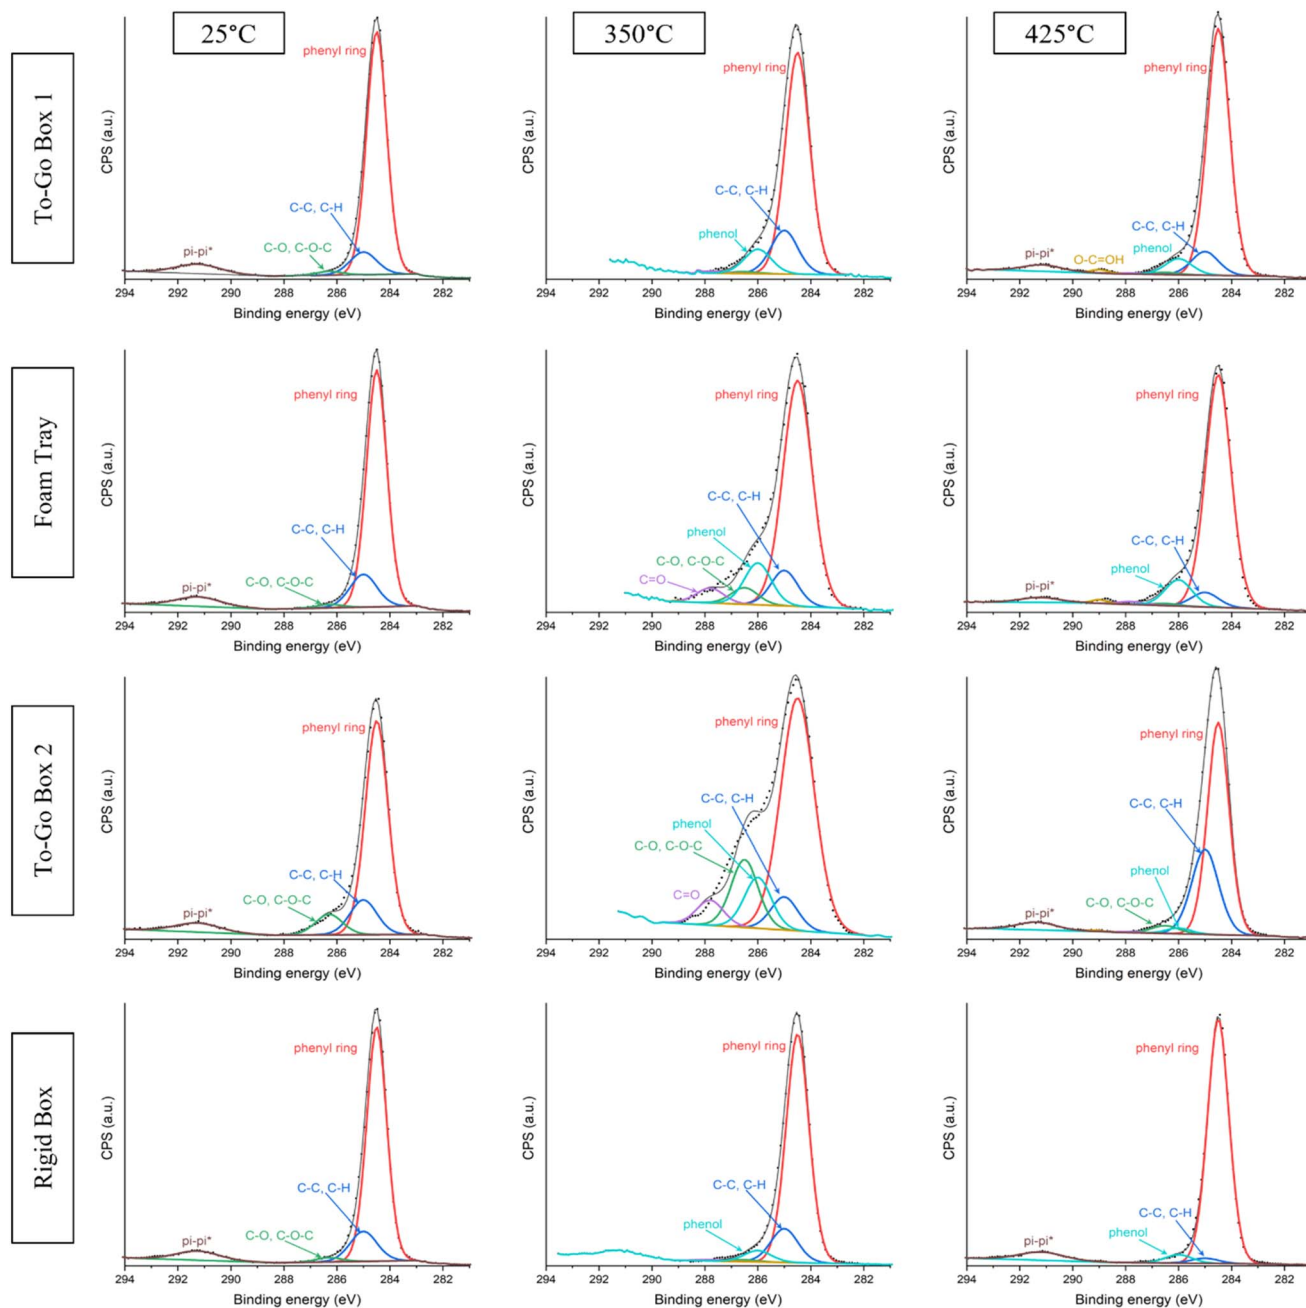 25°C
350°C
425°C
To-Go Box 1
CPS (a.u.)
phenyl ring
C-C, C-H
C-O, C-O-C
pi-pi*
294 292 290 288 286 284 282
Binding energy (eV)
CPS (a.u.)
phenyl ring
C-C, C-H
phenol
294 292 290 288 286 284 282
Binding energy (eV)
CPS (a.u.)
phenyl ring
C-C, C-H
phenol
O-C=OH
pi-pi*
294 292 290 288 286 284 282
Binding energy (eV)
Foam Tray
CPS (a.u.)
phenyl ring
C-C, C-H
C-O, C-O-C
pi-pi*
294 292 290 288 286 284 282
Binding energy (eV)
CPS (a.u.)
phenyl ring
C-C, C-H
phenol
C-O, C-O-C
C=O
294 292 290 288 286 284 282
Binding energy (eV)
CPS (a.u.)
phenyl ring
C-C, C-H
phenol
pi-pi*
294 292 290 288 286 284 282
Binding energy (eV)
To-Go Box 2
CPS (a.u.)
phenyl ring
C-C, C-H
C-O, C-O-C
pi-pi*
294 292 290 288 286 284 282
Binding energy (eV)
CPS (a.u.)
phenyl ring
C-C, C-H
phenol
C-O, C-O-C
C=O
294 292 290 288 286 284 282
Binding energy (eV)
CPS (a.u.)
phenyl ring
C-C, C-H
phenol
C-O, C-O-C
pi-pi*
294 292 290 288 286 284 282
Binding energy (eV)
Rigid Box
CPS (a.u.)
phenyl ring
C-C, C-H
C-O, C-O-C
pi-pi*
294 292 290 288 286 284 282
Binding energy (eV)
CPS (a.u.)
phenyl ring
C-C, C-H
phenol
294 292 290 288 286 284 282
Binding energy (eV)
CPS (a.u.)
phenyl ring
C-C, C-H
phenol
pi-pi*
294 292 290 288 286 284 282
Binding energy (eV)